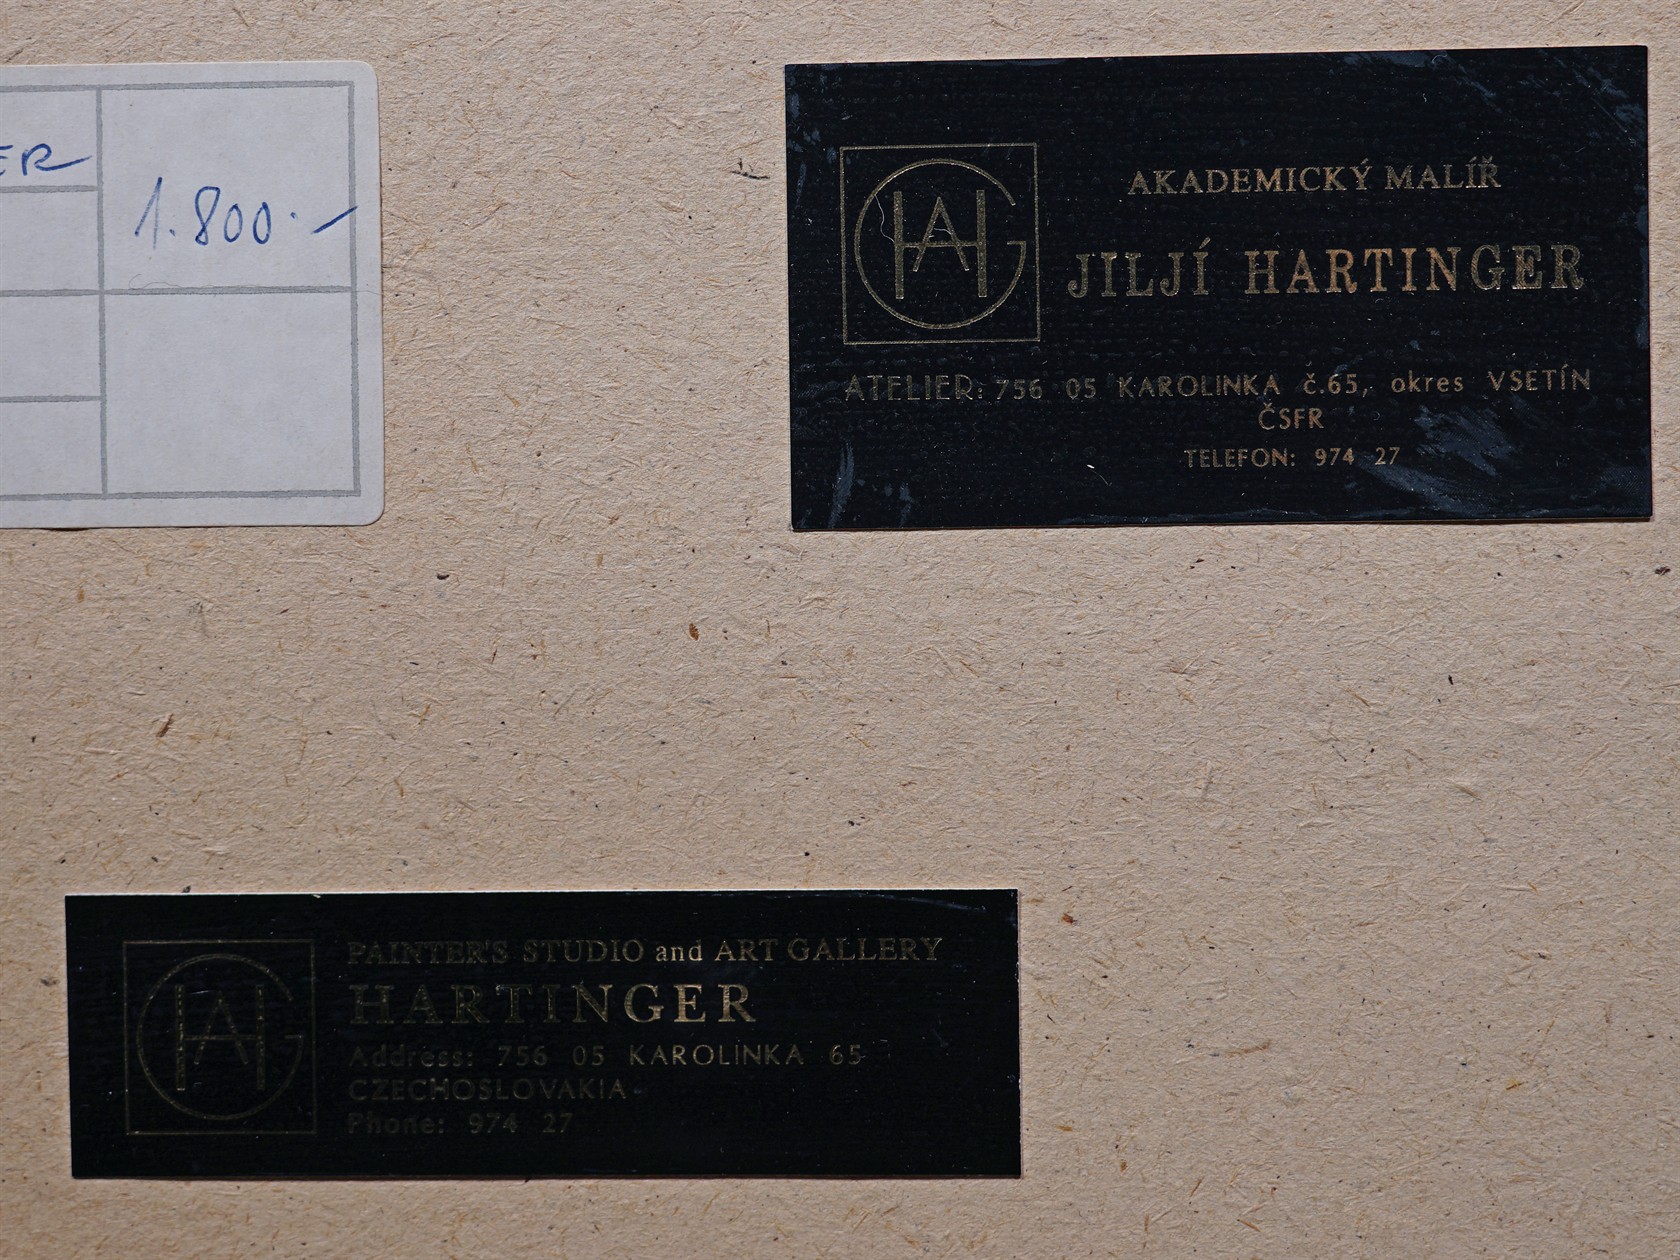 ER
1.800.-
AKADEMICKÝ MALÍŘ
JILJÍ HARTINGER
ATELIER: 756 05 KAROLINKA č.65, okres VSETÍN
ČSFR
TELEFON: 974 27
PAINTER'S STUDIO and ART GALLERY
HARTINGER
Address: 756 05 KAROLINKA 65
CZECHOSLOVAKIA
Phone: 974 27